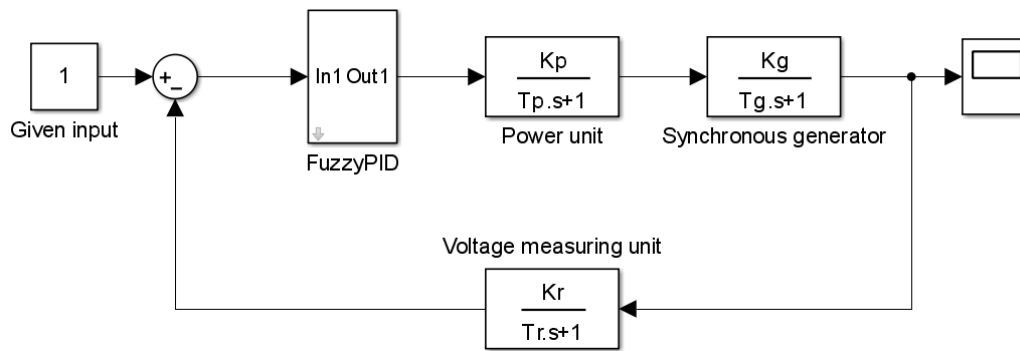 1
Given input
+
−
In1 Out1
FuzzyPID
Kp
Tp.s+1
Power unit
Kg
Tg.s+1
Synchronous generator
Voltage measuring unit
Kr
Tr.s+1